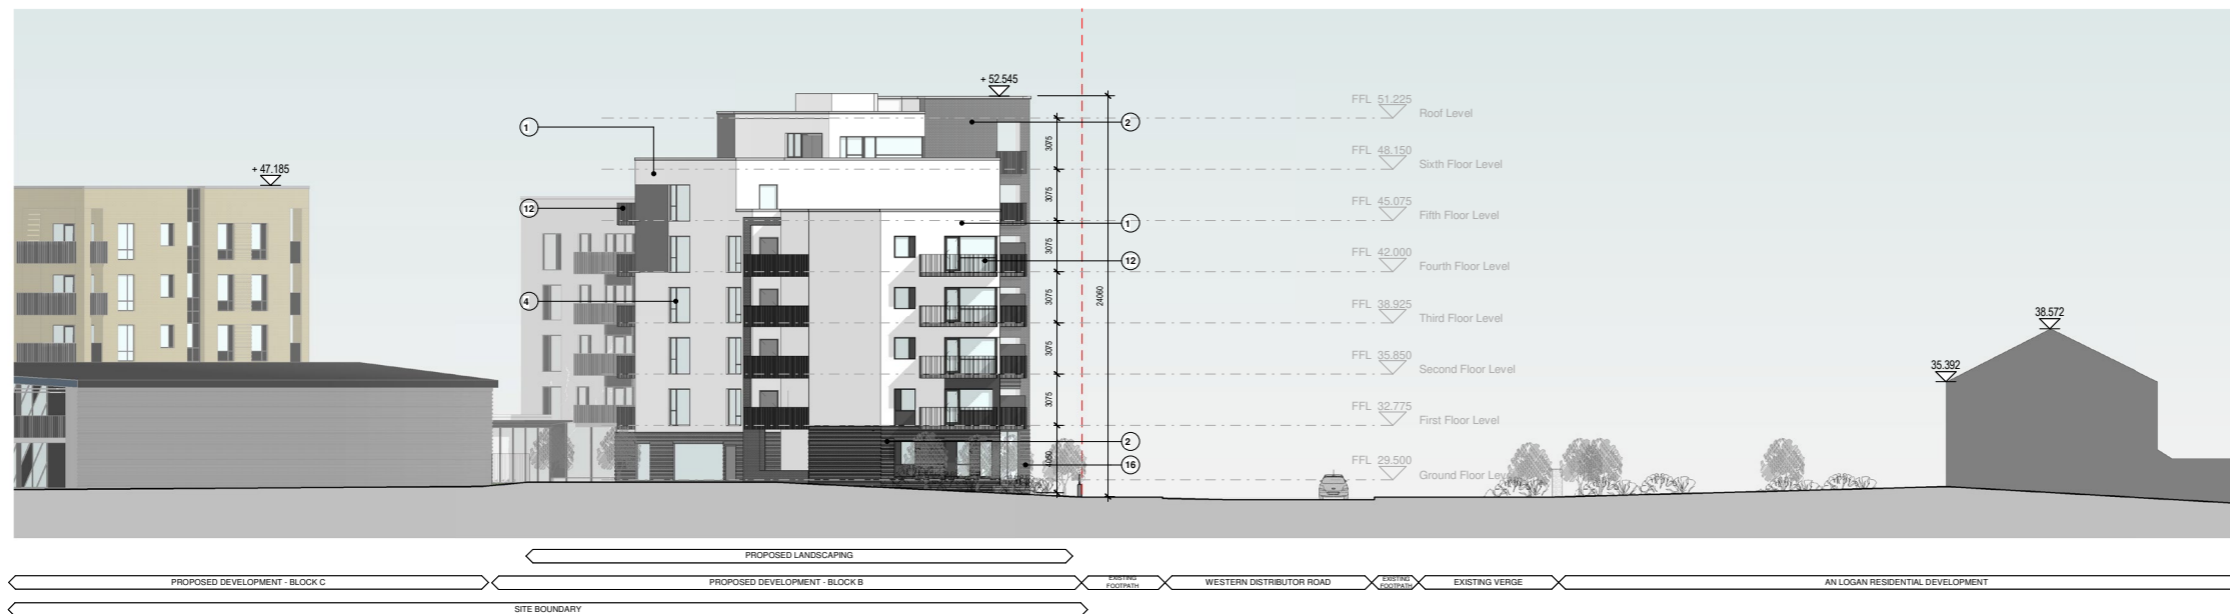 + 52.545
FFL 51.225
Roof Level
1
2
3075
FFL 48.150
Sixth Floor Level
+ 47.185
3075
12
FFL 45.075
Fifth Floor Level
1
3075
FFL 42.000
Fourth Floor Level
12
4
3075
24060
FFL 38.925
Third Floor Level
38.572
3075
FFL 35.850
Second Floor Level
35.392
3075
FFL 32.775
First Floor Level
2
16
FFL 29.500
Ground Floor Level
PROPOSED LANDSCAPING
PROPOSED DEVELOPMENT - BLOCK C
PROPOSED DEVELOPMENT - BLOCK B
EXISTING
FOOTPATH
WESTERN DISTRIBUTOR ROAD
EXISTING
FOOTPATH
EXISTING VERGE
AN LOGAN RESIDENTIAL DEVELOPMENT
SITE BOUNDARY